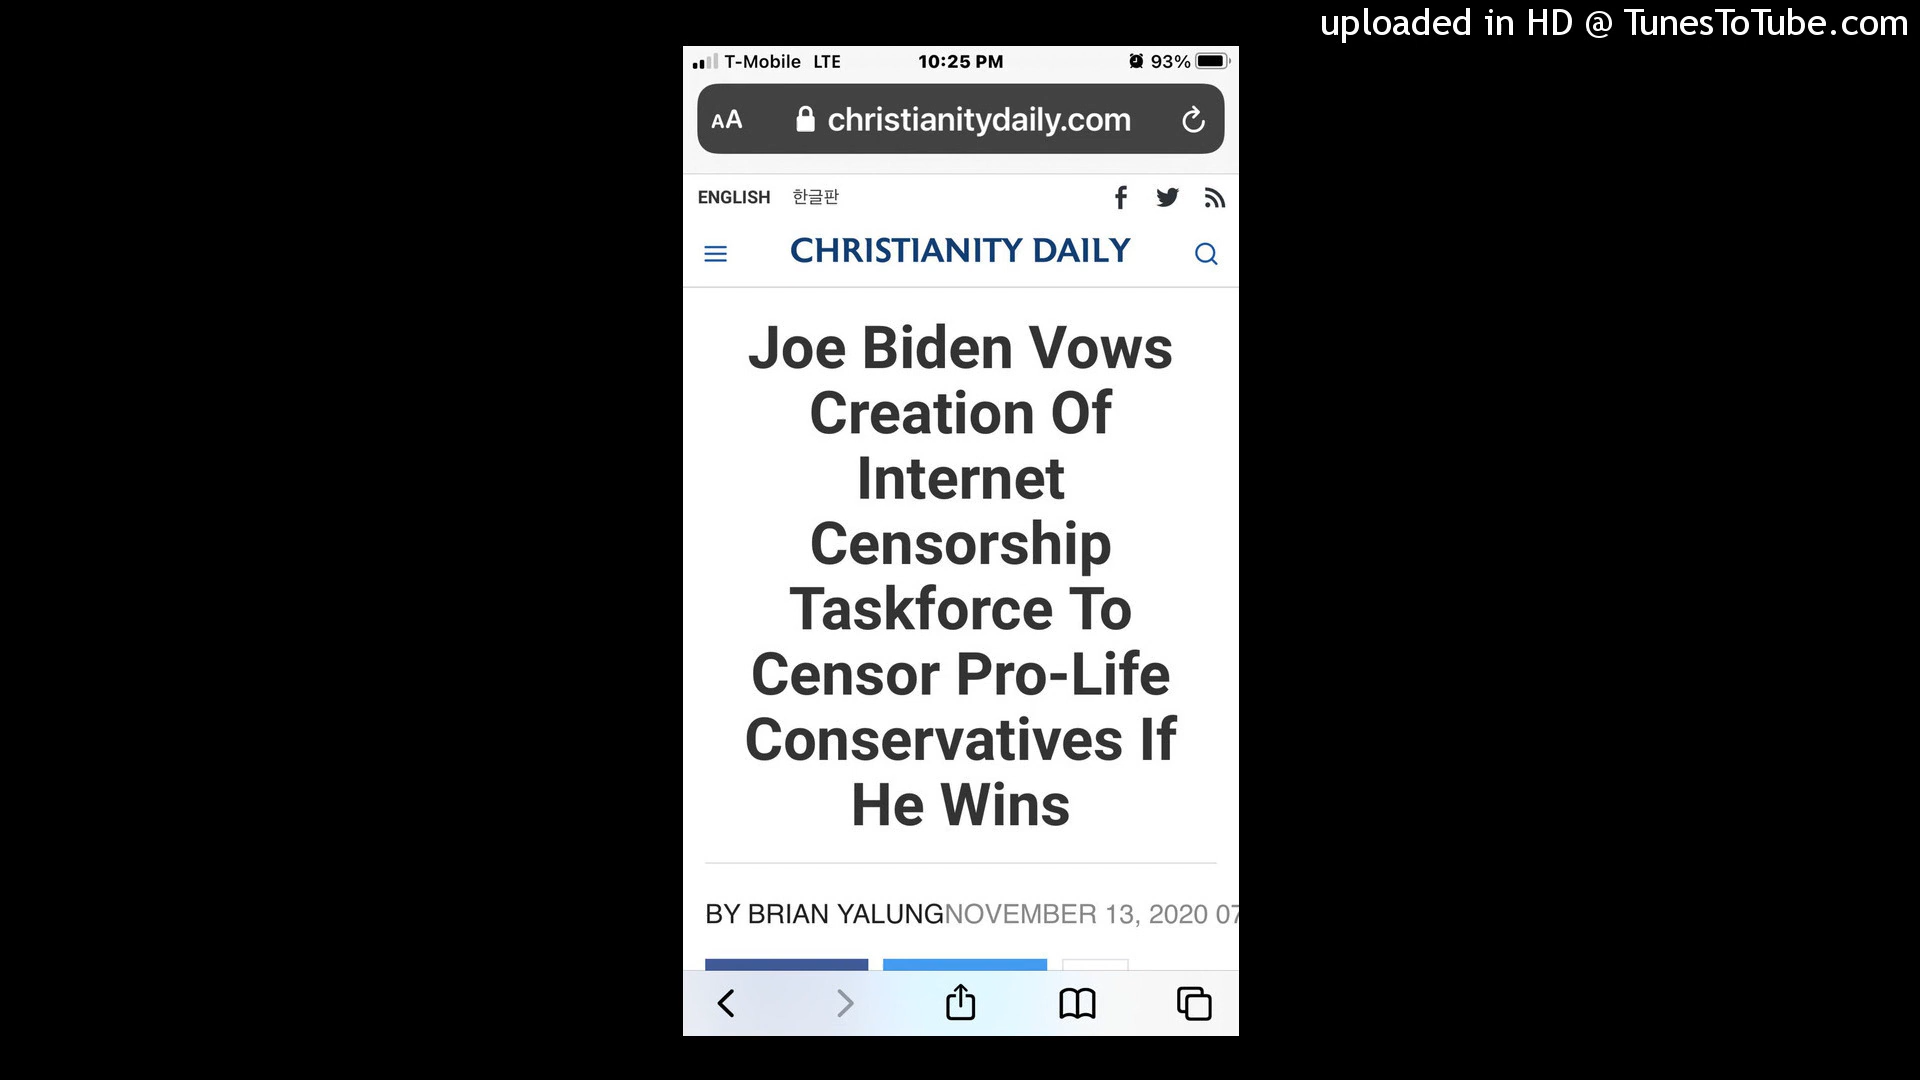 uploaded in HD @ TunesToTube.com
T-Mobile LTE 10:25 PM 93%
AA christianitydaily.com
ENGLISH 한글판
CHRISTIANITY DAILY
Joe Biden Vows
Creation Of
Internet
Censorship
Taskforce To
Censor Pro-Life
Conservatives If
He Wins
BY BRIAN YALUNGNOVEMBER 13, 2020 07